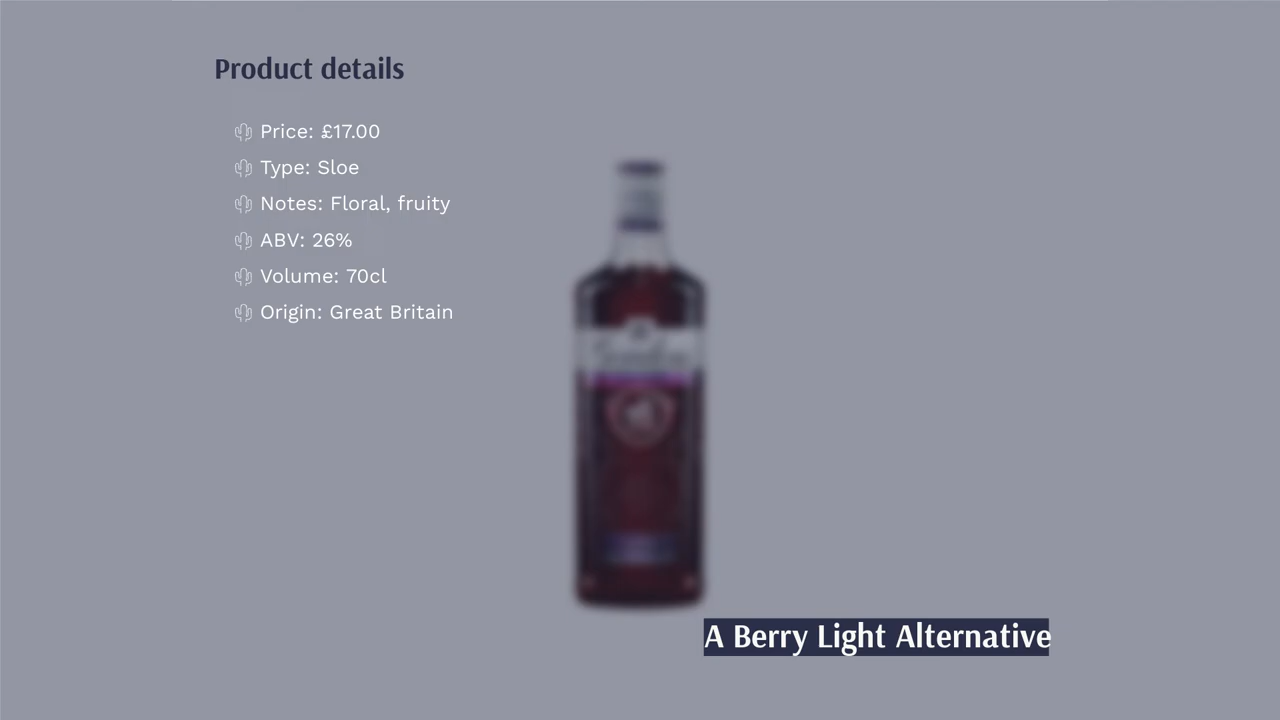 Product details
Price: £17.00
Type: Sloe
Notes: Floral, fruity
ABV: 26%
Volume: 70cl
Origin: Great Britain
A Berry Light Alternative